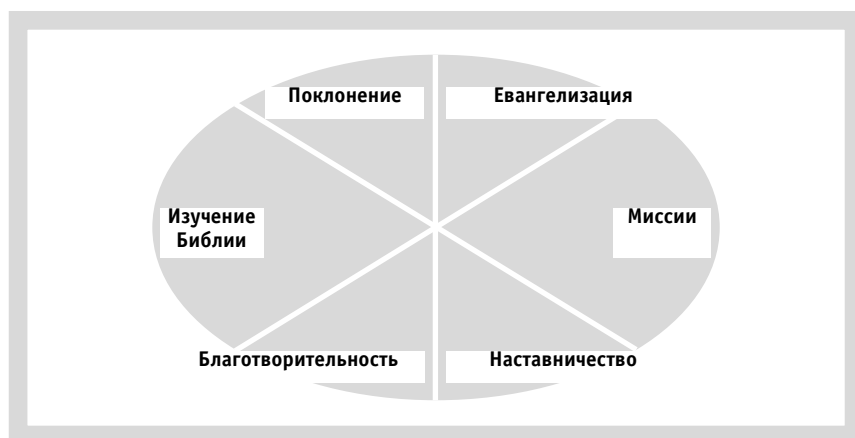 Поклонение
Евангелизация
Изучение
Библии
Миссии
Благотворительность
Наставничество